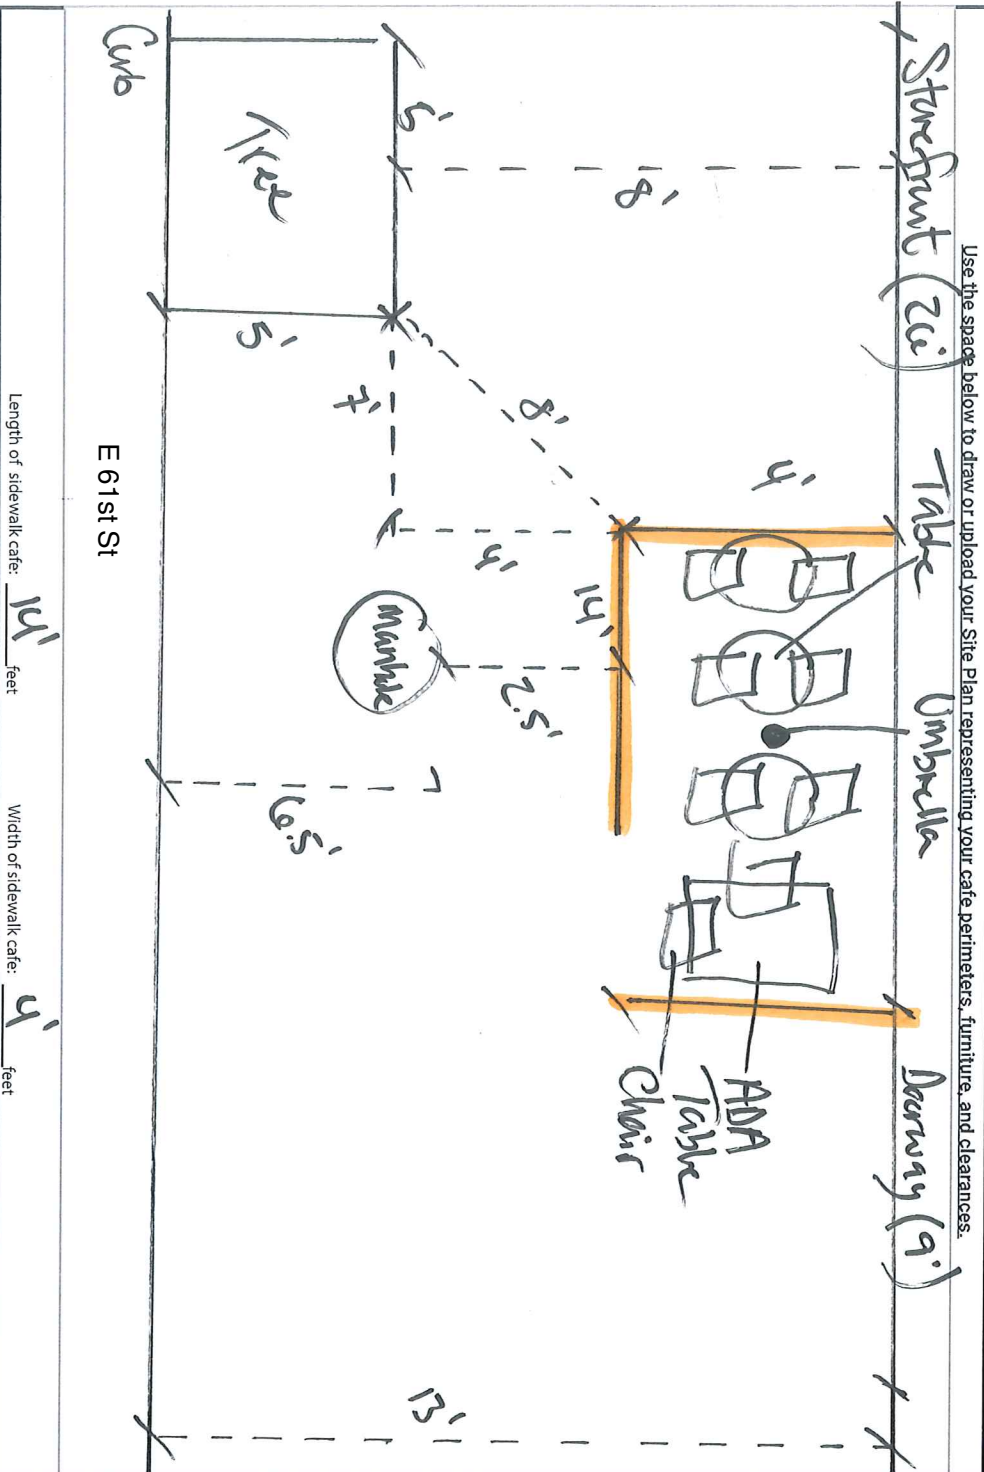 Use the space below to draw or upload your Site Plan representing your cafe perimeters, furniture, and clearances.
Table
Umbrella
Doorway (9')
8'
4'
ADA
Table
Chair
5'
8'
14'
Tree
5'
7'
4'
2.5'
Manhole
6.5'
13'
Curb
E 61st St
Length of sidewalk cafe: 14' feet
Width of sidewalk cafe: 4' feet